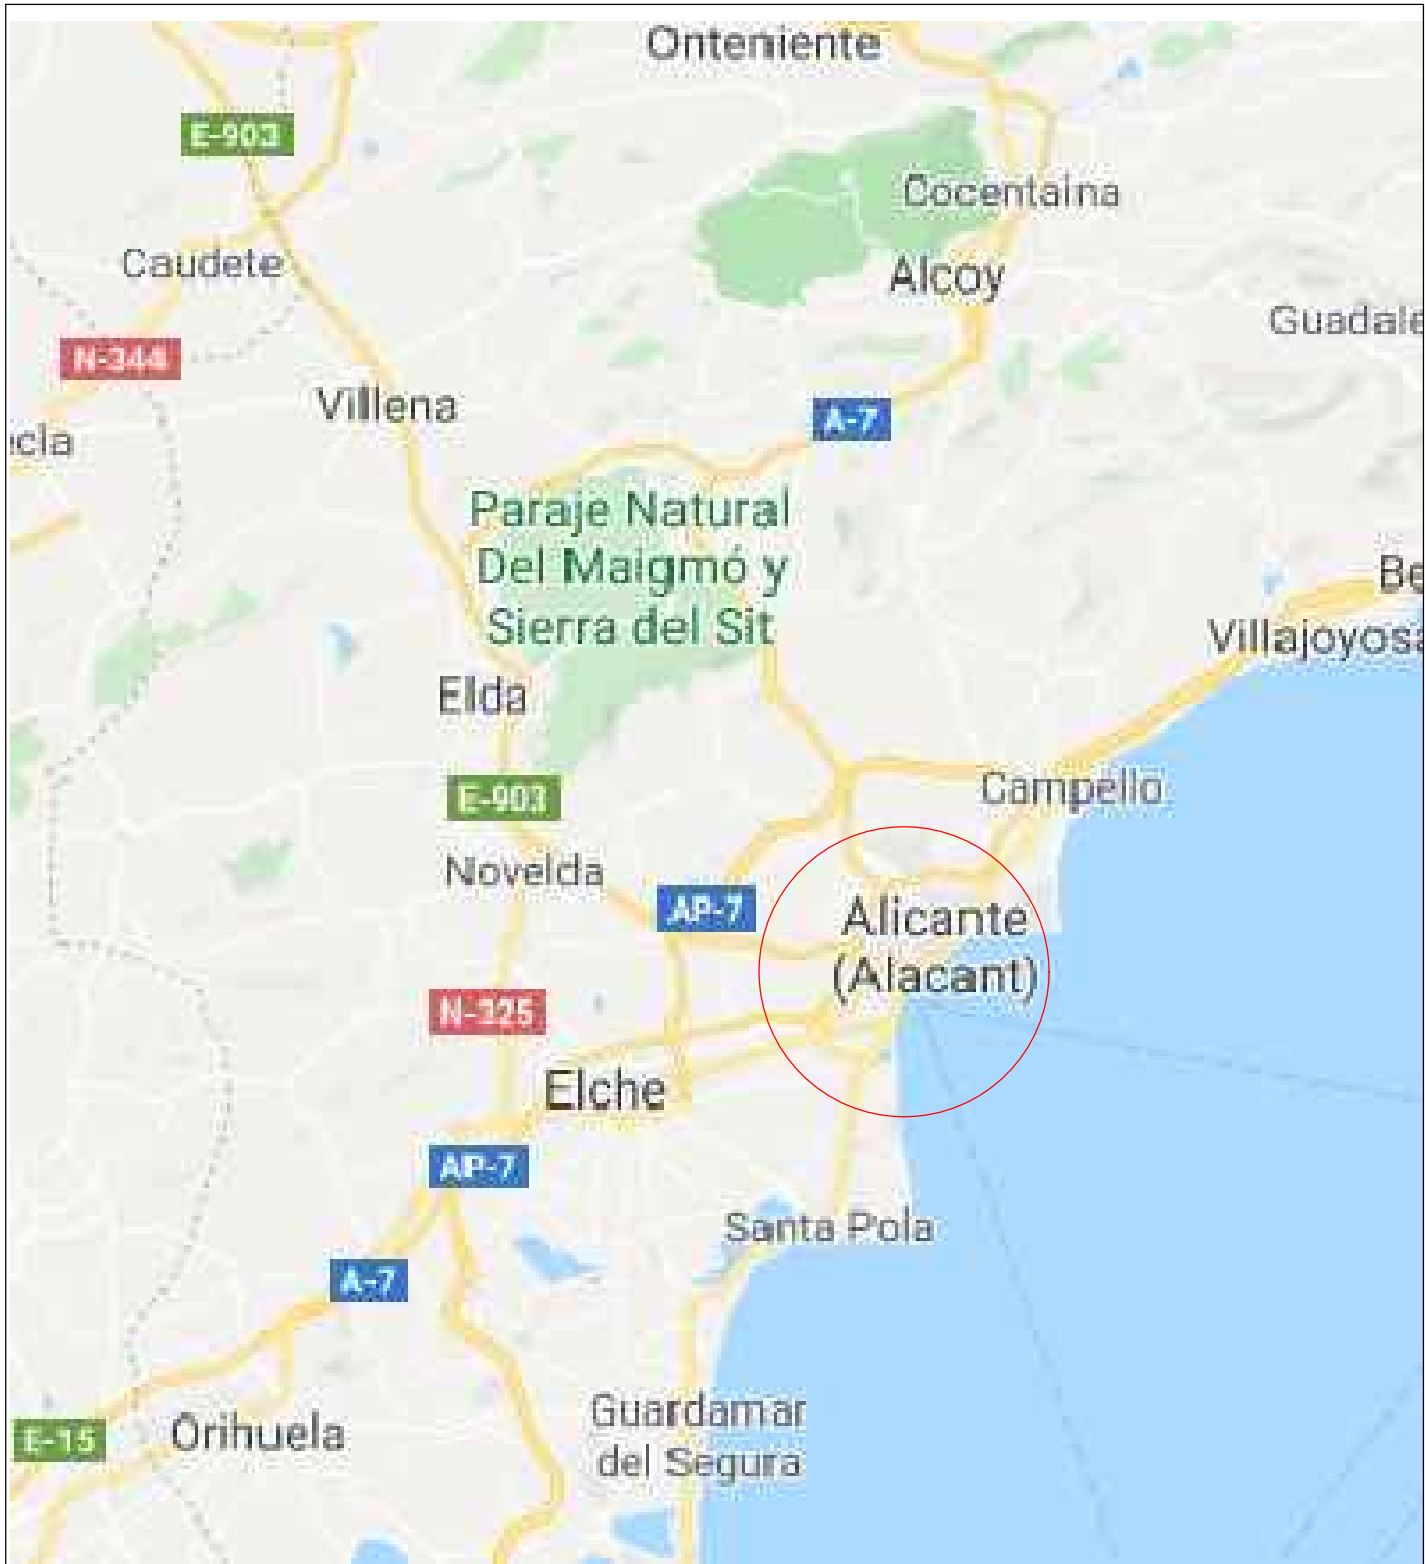 Onteniente
E-903
Cocentaina
Caudete
Alcoy
Guadale
N-344
Villena
A-7
cla
Paraje Natural
Del Maigmó y
Sierra del Sit
Be
Villajoyosa
Elda
E-903
Campello
Novelda
AP-7
Alicante
(Alacant)
N-325
Elche
AP-7
Santa Pola
A-7
Guardamar
del Segura
Orihuela
E-15